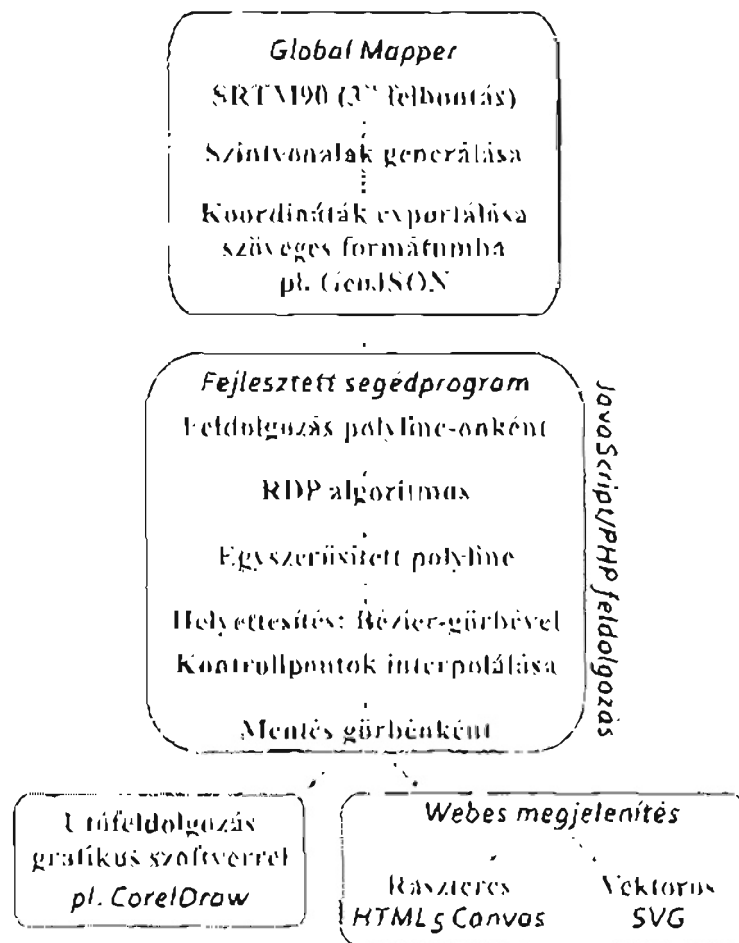 Global Mapper
SRTM90 (3" felbontás)
Szintvonalak generálása
Koordináták exportálása
szöveges formátumba
pl. GeoJSON
Fejlesztett segédprogram
Feldolgozás polyline-onként
RDP algoritmus
Egyszerűsített polyline
Helyettesítés: Bézier-görbével
Kontrollpontok interpolálása
Mentés görbénként
JavaScript/PHP feldolgozás
Utófeldolgozás
grafikus szoftverrel
pl. CorelDraw
Webes megjelenítés
Raszteres
HTML5 Canvas
Vektoros
SVG